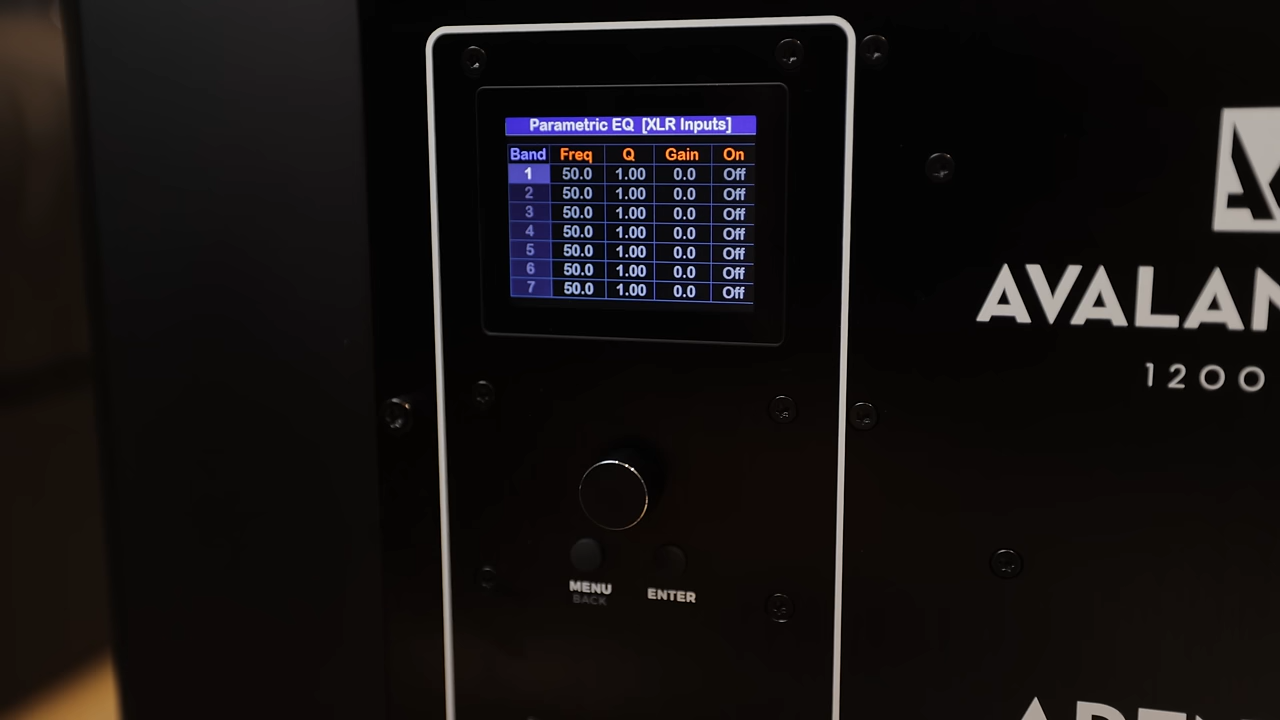 Parametric EQ [XLR Inputs]
Band Freq Q Gain On
1 50.0 1.00 0.0 Off
2 50.0 1.00 0.0 Off
3 50.0 1.00 0.0 Off
4 50.0 1.00 0.0 Off
5 50.0 1.00 0.0 Off
6 50.0 1.00 0.0 Off
7 50.0 1.00 0.0 Off
MENU
BACK
ENTER
AVALAN
1200